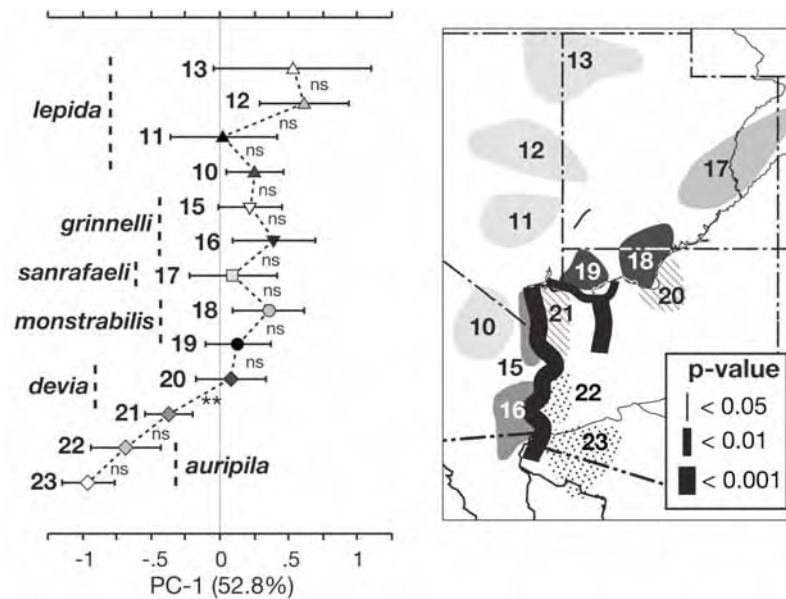 13
ns
12
lepida
ns
11
ns
10
ns
15
grinnelli
ns
16
ns
sanrafaeli
17
ns
18
monstrabilis
ns
19
ns
20
devia
**
21
ns
22
ns
auripila
23
-1
-.5
0
.5
1
PC-1 (52.8%)
13
12
17
11
18
19
20
21
10
15
22
16
23
p-value
< 0.05
< 0.01
< 0.001